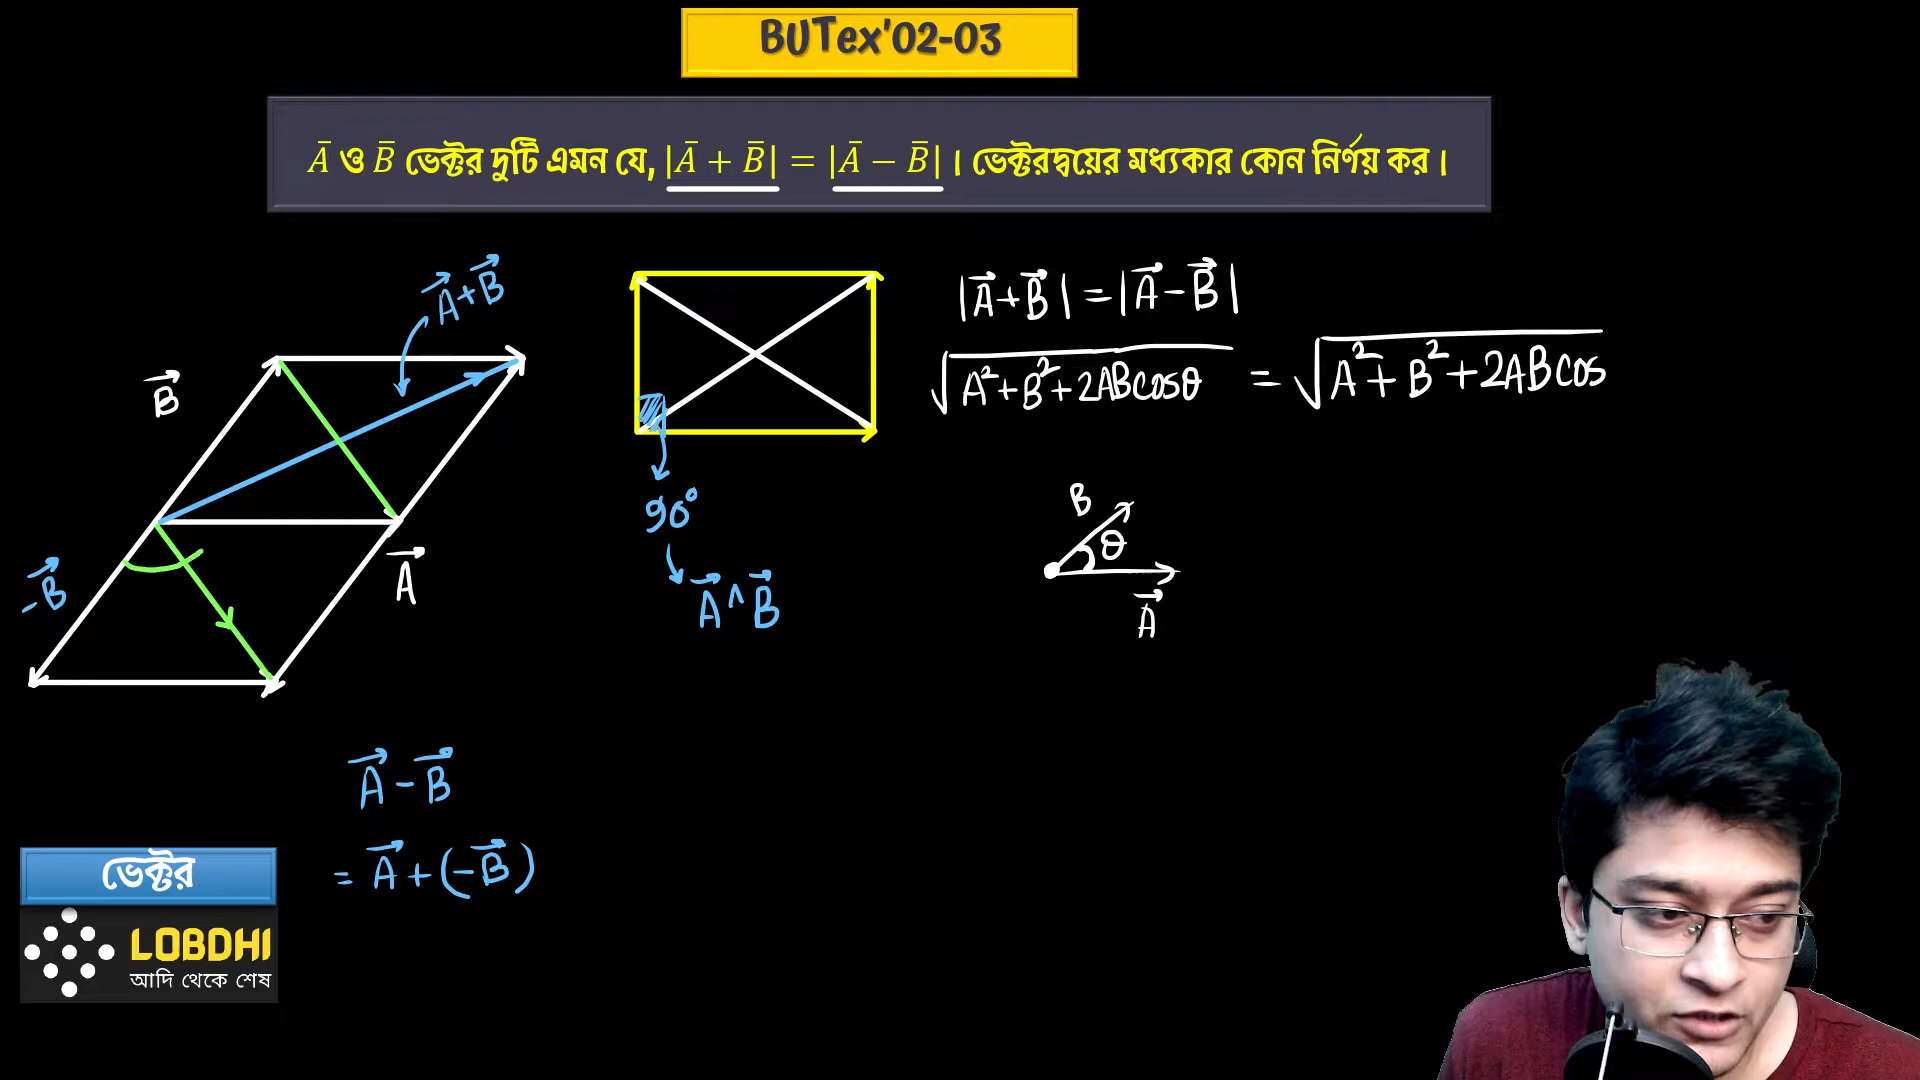 BUTex'02-03
Ā ও B̄ ভেক্টর দুটি এমন যে, |Ā + B̄| = |Ā − B̄| । ভেক্টরদ্বয়ের মধ্যকার কোন নির্ণয় কর ।
A⃗+B⃗
B⃗
-B⃗
A⃗
A⃗-B⃗
= A⃗+(-B⃗)
90°
A⃗^B⃗
|A⃗+B⃗| = |A⃗-B⃗|
√(A²+B²+2ABcosθ) = √(A²+B²+2ABcos
B
θ
A⃗
ভেক্টর
LOBDHI
আদি থেকে শেষ